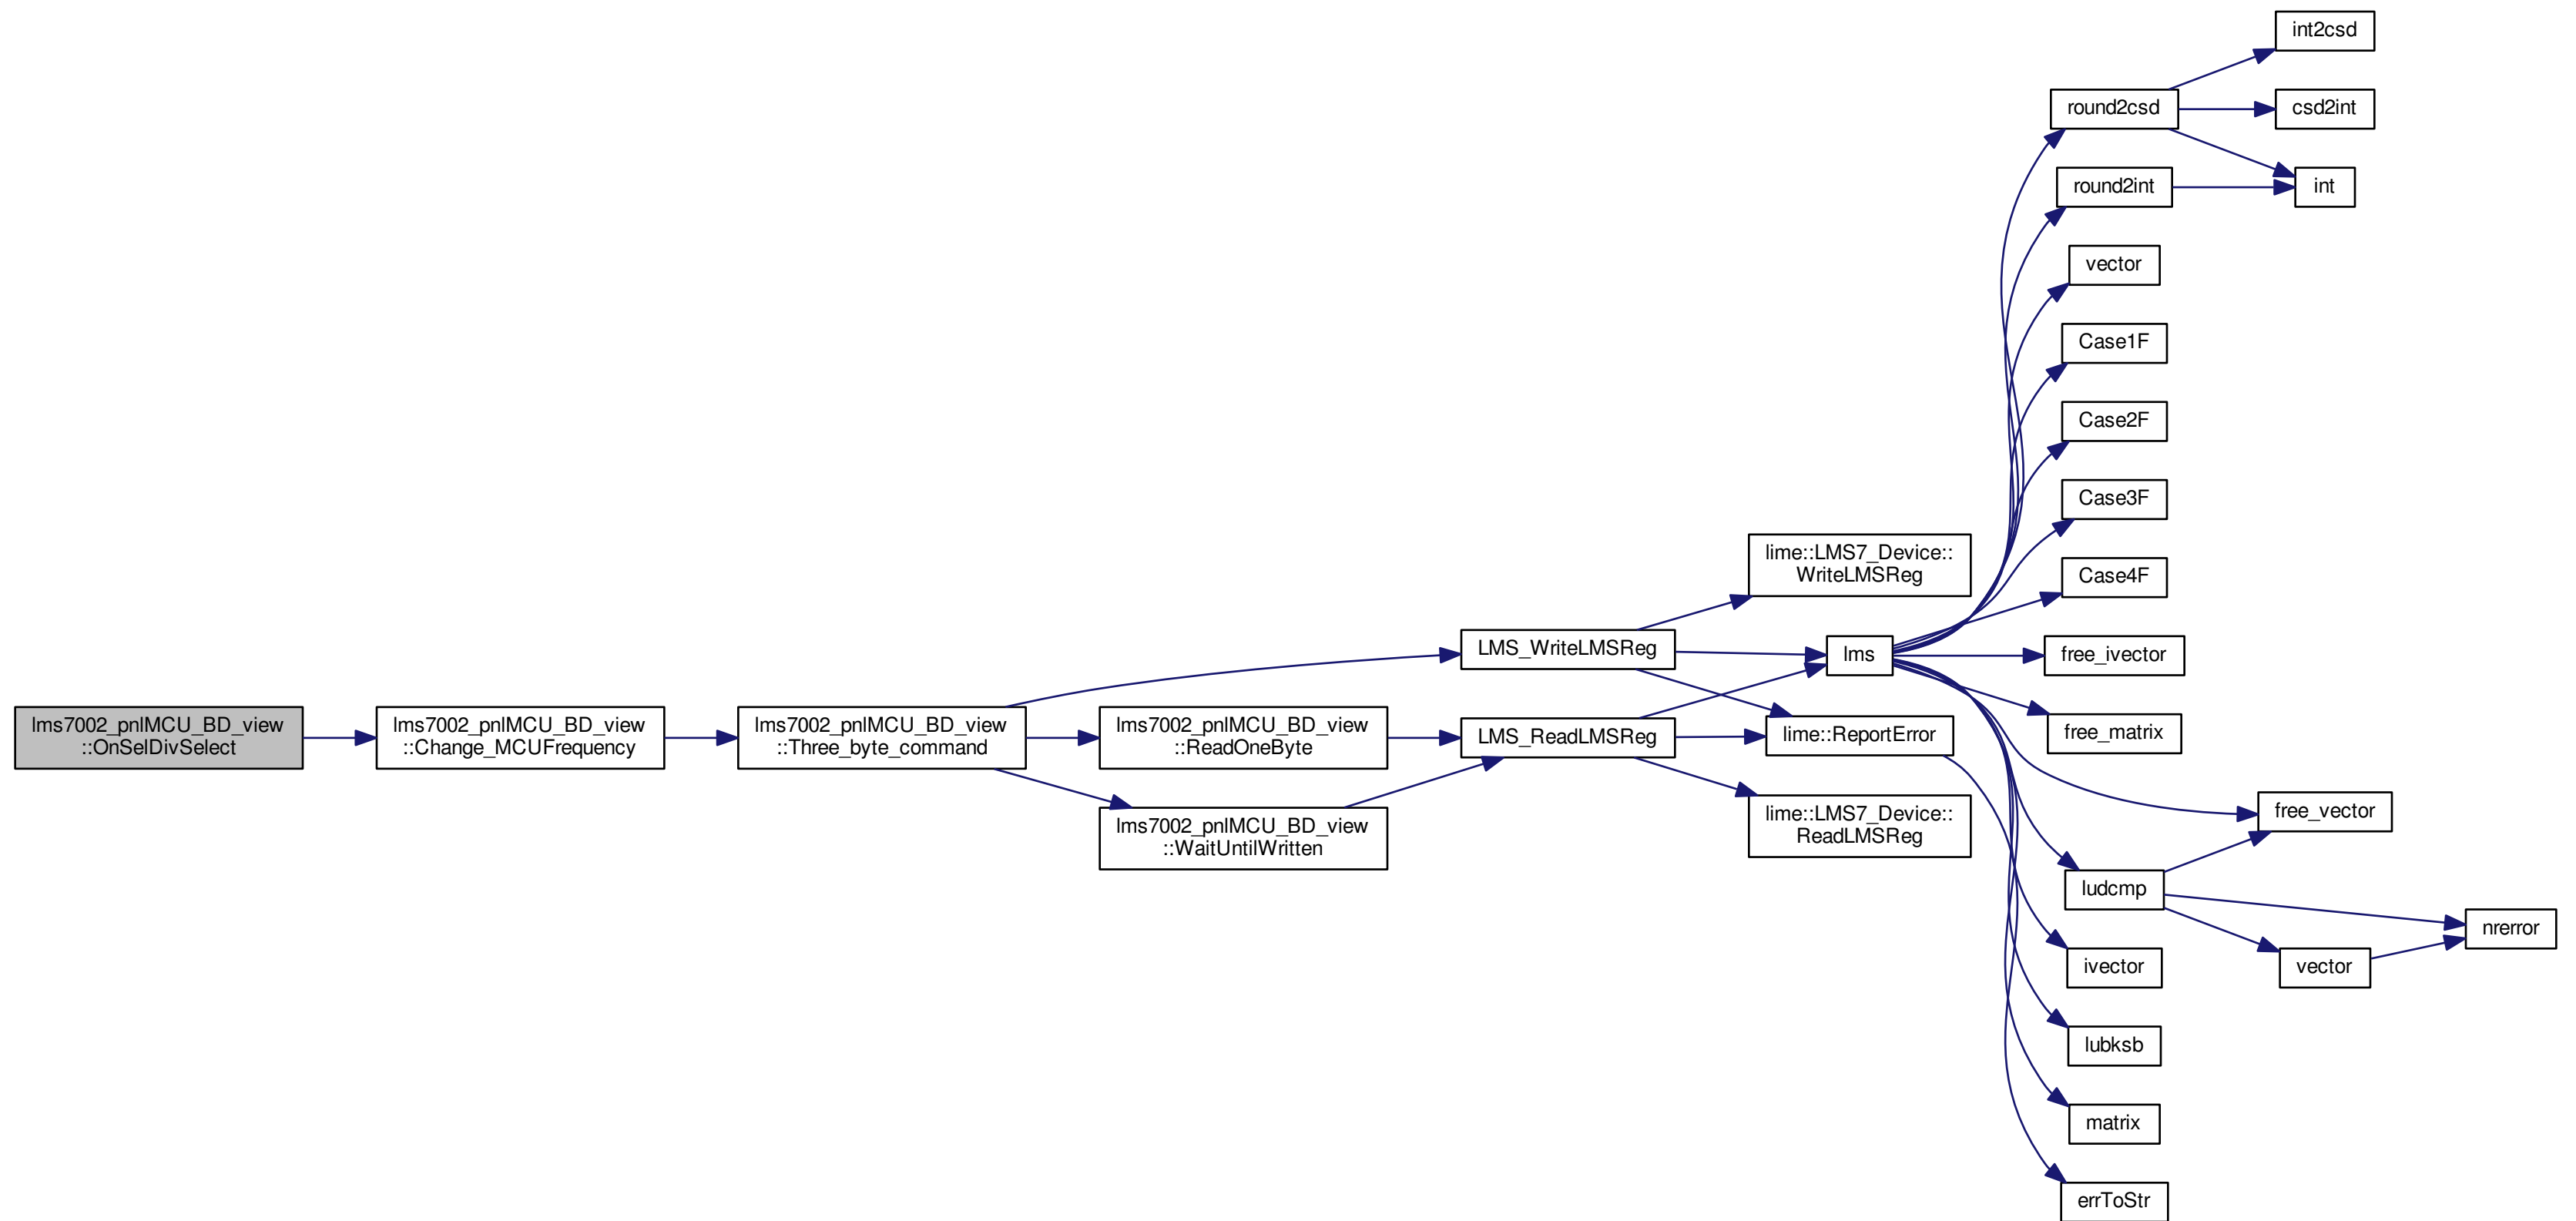 lms7002_pnlMCU_BD_view
::OnSelDivSelect
lms7002_pnlMCU_BD_view
::Change_MCUFrequency
lms7002_pnlMCU_BD_view
::Three_byte_command
LMS_WriteLMSReg
lms7002_pnlMCU_BD_view
::ReadOneByte
lms7002_pnlMCU_BD_view
::WaitUntilWritten
LMS_ReadLMSReg
lime::LMS7_Device::
WriteLMSReg
lms
lime::ReportError
lime::LMS7_Device::
ReadLMSReg
round2csd
round2int
vector
Case1F
Case2F
Case3F
Case4F
free_ivector
free_matrix
free_vector
ludcmp
ivector
lubksb
matrix
errToStr
int2csd
csd2int
int
vector
nrerror